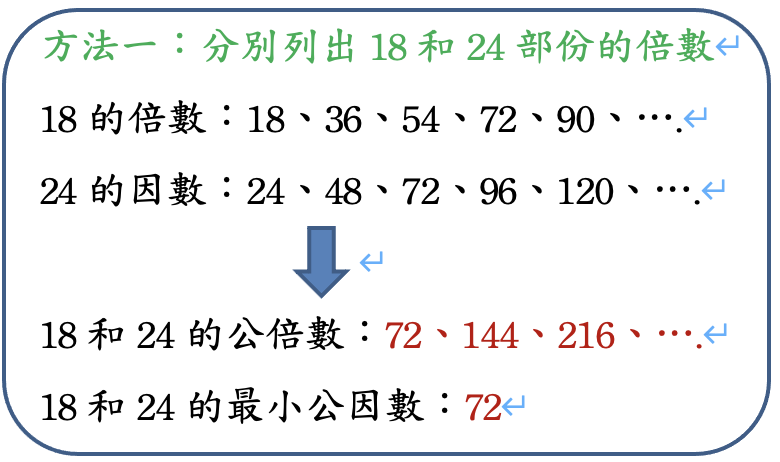 方法一：分別列出 18 和 24 部份的倍數↵
18 的倍數：18、36、54、72、90、….↵
24 的因數：24、48、72、96、120、….↵
↵
18 和 24 的公倍數：72、144、216、….↵
18 和 24 的最小公因數：72↵